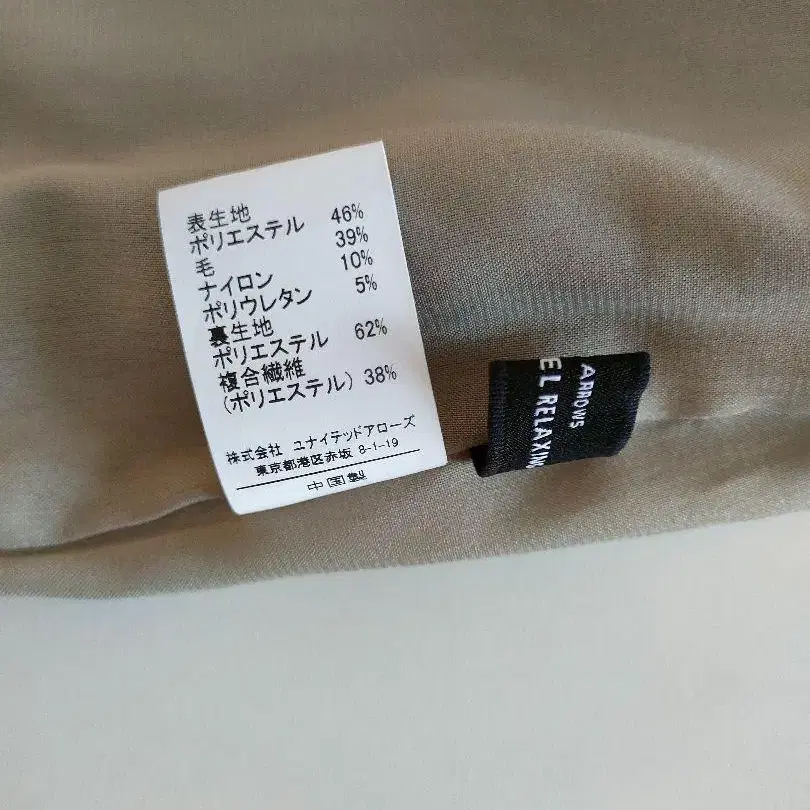 表生地
ポリエステル 46%
毛 39%
ナイロン 10%
ポリウレタン 5%
裏生地
ポリエステル 62%
複合繊維
(ポリエステル) 38%
株式会社 ユナイテッドアローズ
東京都港区赤坂 8-1-19
中国製
ARROWS
EL RELAXING